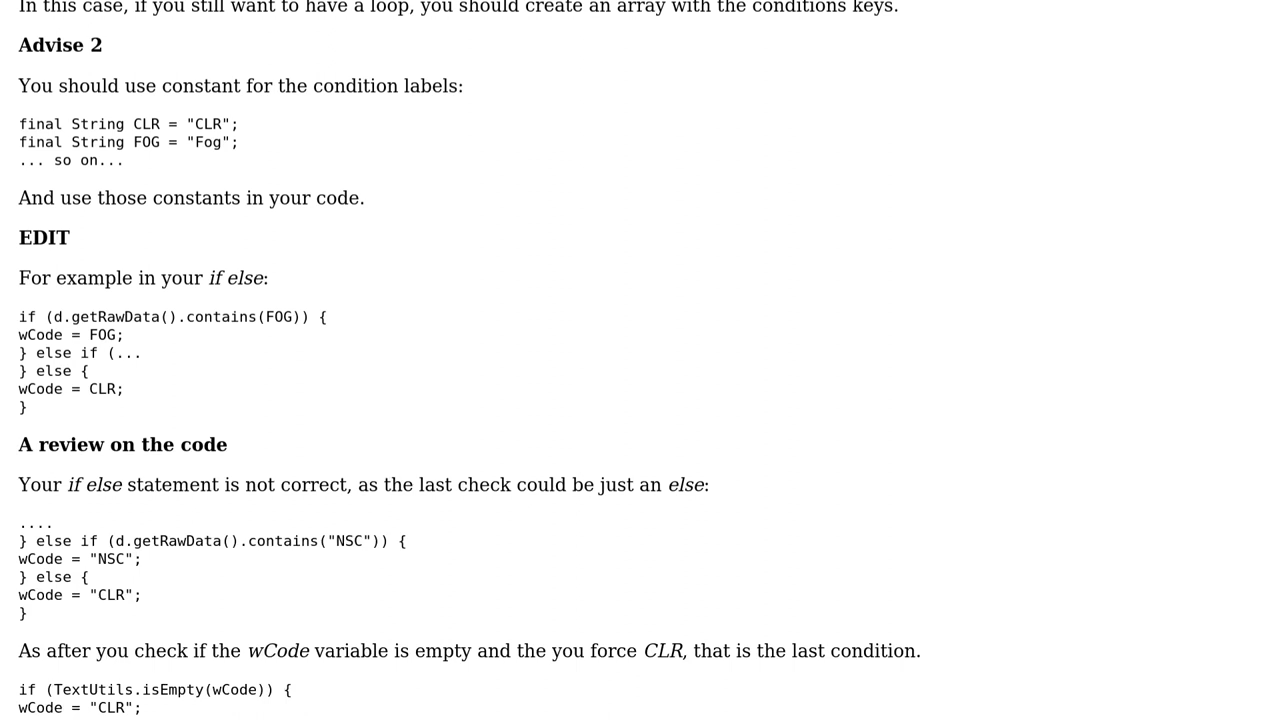 In this case, if you still want to have a loop, you should create an array with the conditions keys.
Advise 2
You should use constant for the condition labels:
final String CLR = "CLR";
final String FOG = "Fog";
... so on...
And use those constants in your code.
EDIT
For example in your if else:
if (d.getRawData().contains(FOG)) {
wCode = FOG;
} else if (...
} else {
wCode = CLR;
}
A review on the code
Your if else statement is not correct, as the last check could be just an else:
....
} else if (d.getRawData().contains("NSC")) {
wCode = "NSC";
} else {
wCode = "CLR";
}
As after you check if the wCode variable is empty and the you force CLR, that is the last condition.
if (TextUtils.isEmpty(wCode)) {
wCode = "CLR";